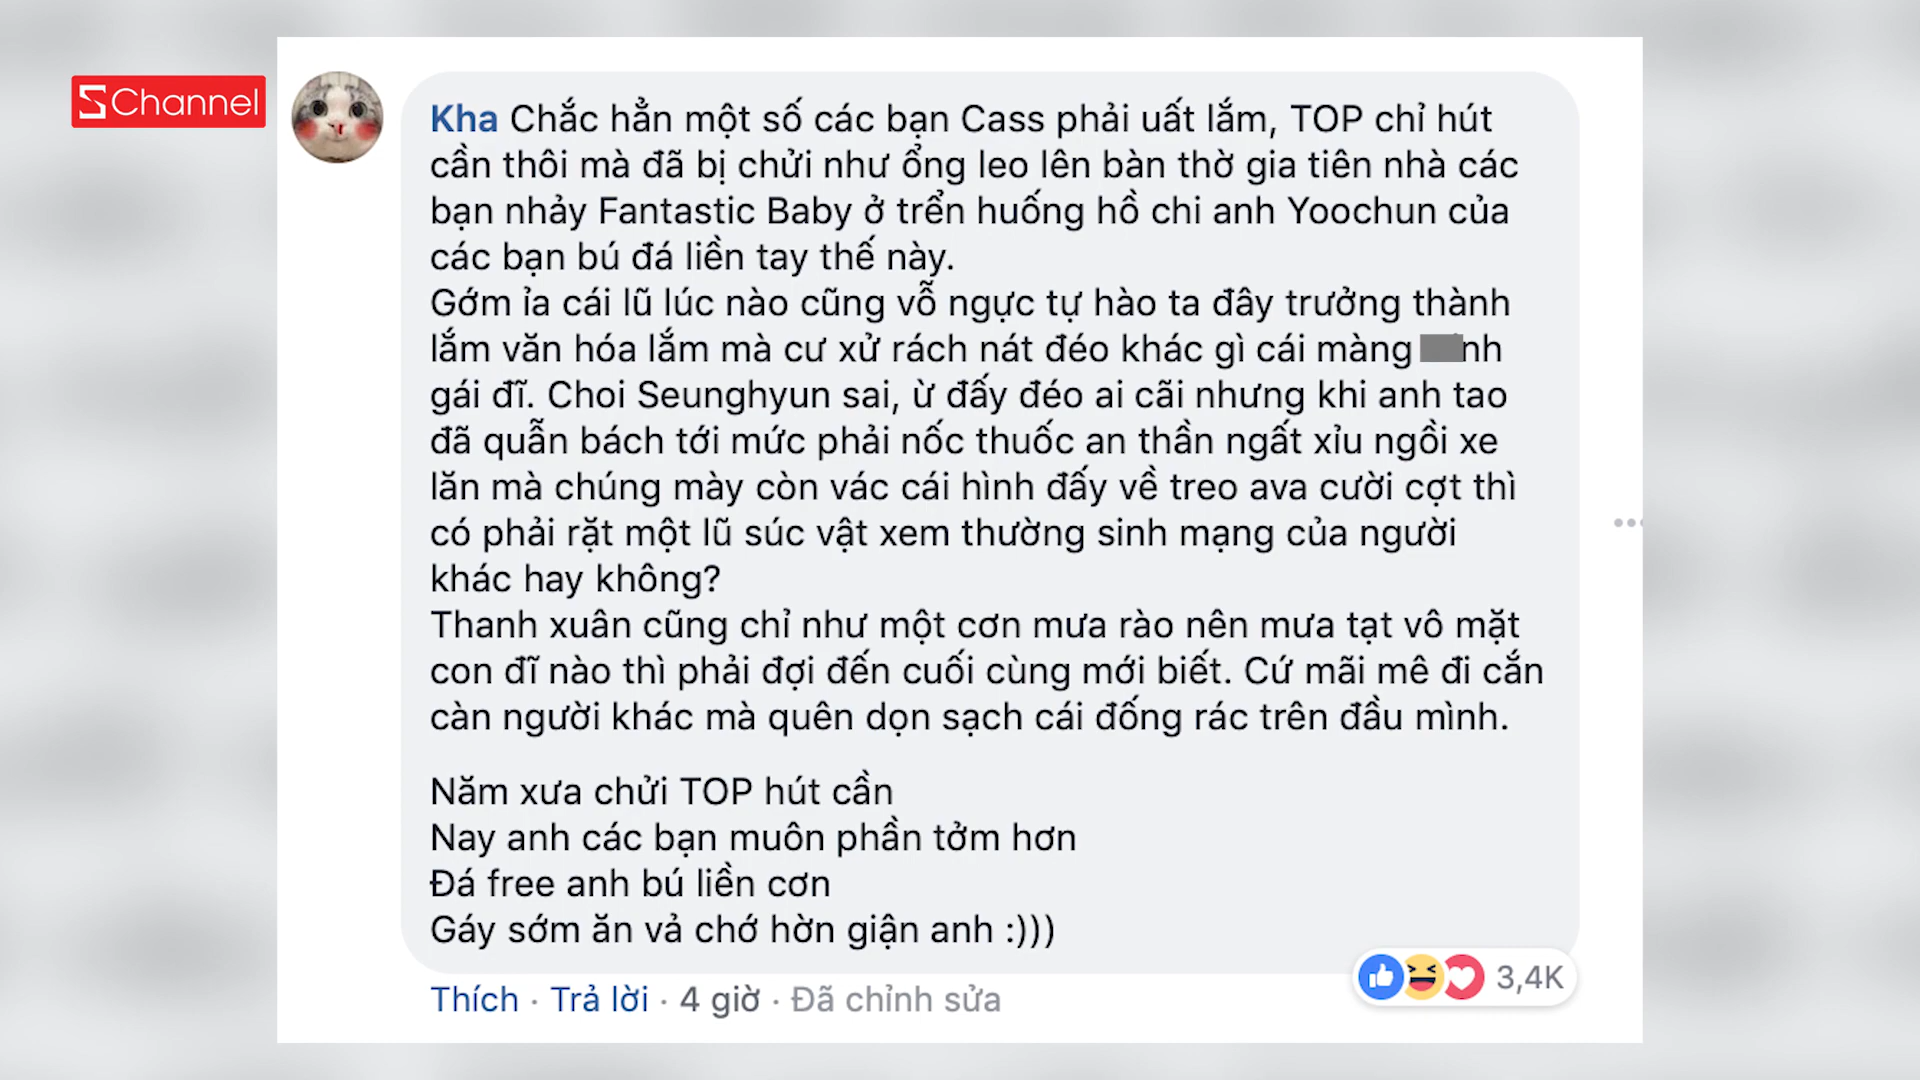 SChannel
Kha Chắc hẳn một số các bạn Cass phải uất lắm, TOP chỉ hút
cần thôi mà đã bị chửi như ổng leo lên bàn thờ gia tiên nhà các
bạn nhảy Fantastic Baby ở trển huống hồ chi anh Yoochun của
các bạn bú đá liền tay thế này.
Gớm ỉa cái lũ lúc nào cũng vỗ ngực tự hào ta đây trưởng thành
lắm văn hóa lắm mà cư xử rách nát đéo khác gì cái màng nh
gái đĩ. Choi Seunghyun sai, ừ đấy đéo ai cãi nhưng khi anh tao
đã quẫn bách tới mức phải nốc thuốc an thần ngất xỉu ngồi xe
lăn mà chúng mày còn vác cái hình đấy về treo ava cười cợt thì
có phải rặt một lũ súc vật xem thường sinh mạng của người
khác hay không?
Thanh xuân cũng chỉ như một cơn mưa rào nên mưa tạt vô mặt
con đĩ nào thì phải đợi đến cuối cùng mới biết. Cứ mãi mê đi cắn
càn người khác mà quên dọn sạch cái đống rác trên đầu mình.
Năm xưa chửi TOP hút cần
Nay anh các bạn muôn phần tởm hơn
Đá free anh bú liền cơn
Gáy sớm ăn vả chớ hờn giận anh :)))
Thích · Trả lời · 4 giờ · Đã chỉnh sửa
3,4K